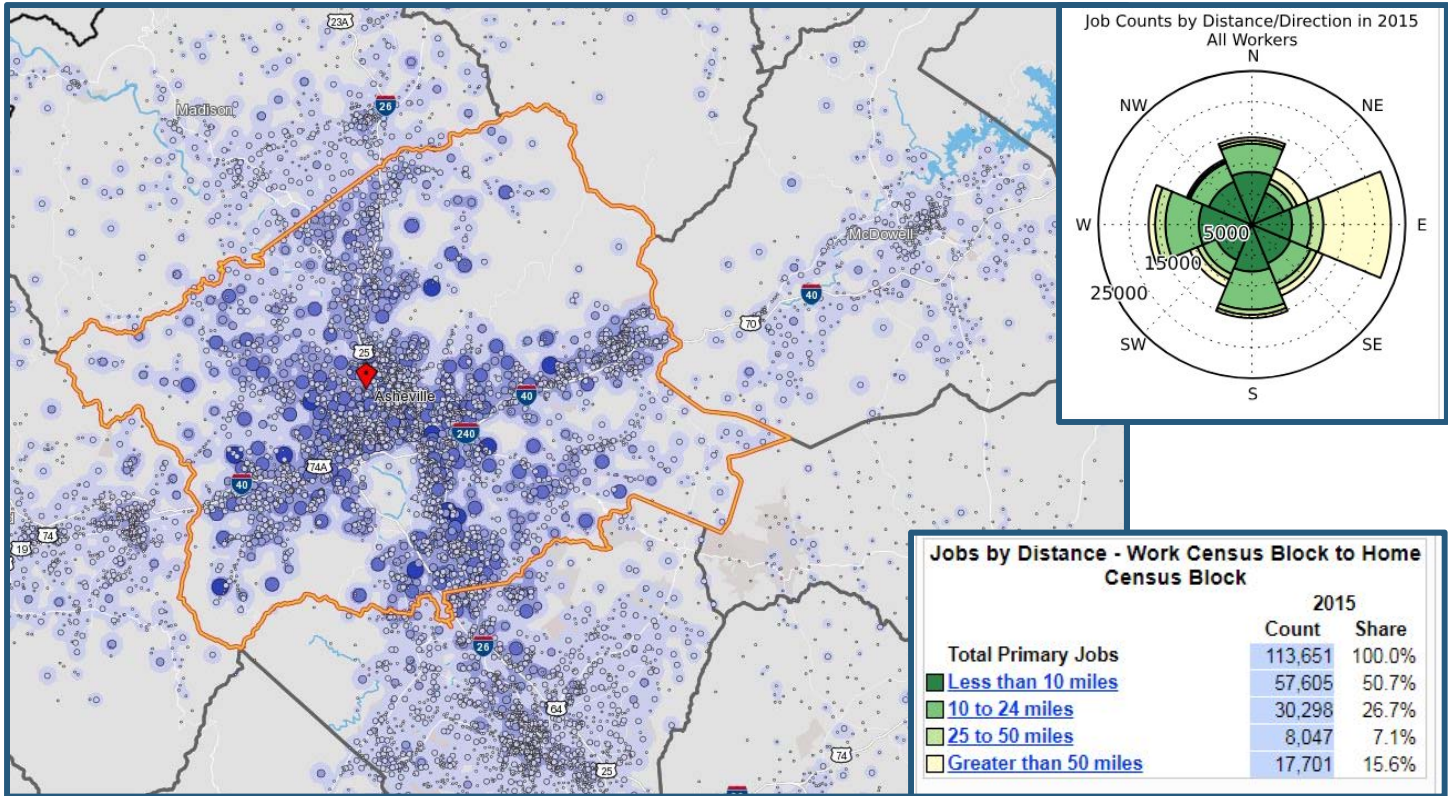 23A
26
Madison
McDowell
40
70
25
Asheville
40
240
74A
40
74
19
26
64
25
74
Job Counts by Distance/Direction in 2015
All Workers
N
NW
NE
W
5000
E
15000
25000
SW
SE
S
Jobs by Distance - Work Census Block to Home
Census Block
2015
Count Share
Total Primary Jobs 113,651 100.0%
Less than 10 miles 57,605 50.7%
10 to 24 miles 30,298 26.7%
25 to 50 miles 8,047 7.1%
Greater than 50 miles 17,701 15.6%